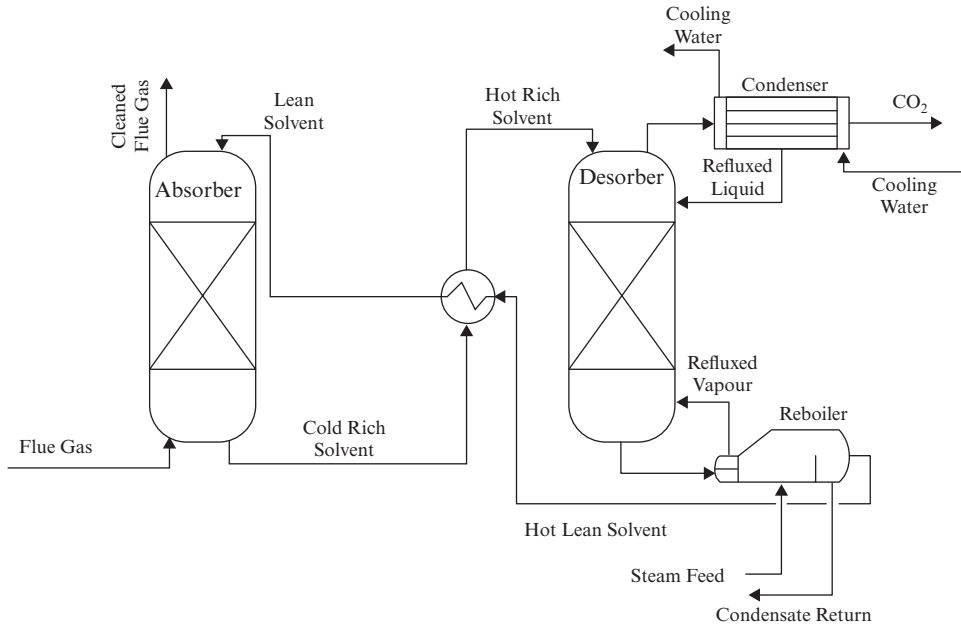 Cooling
Water
Condenser
CO2
Cleaned
Flue Gas
Lean
Solvent
Hot Rich
Solvent
Absorber
Desorber
Refluxed
Liquid
Cooling
Water
Refluxed
Vapour
Reboiler
Flue Gas
Cold Rich
Solvent
Hot Lean Solvent
Steam Feed
Condensate Return